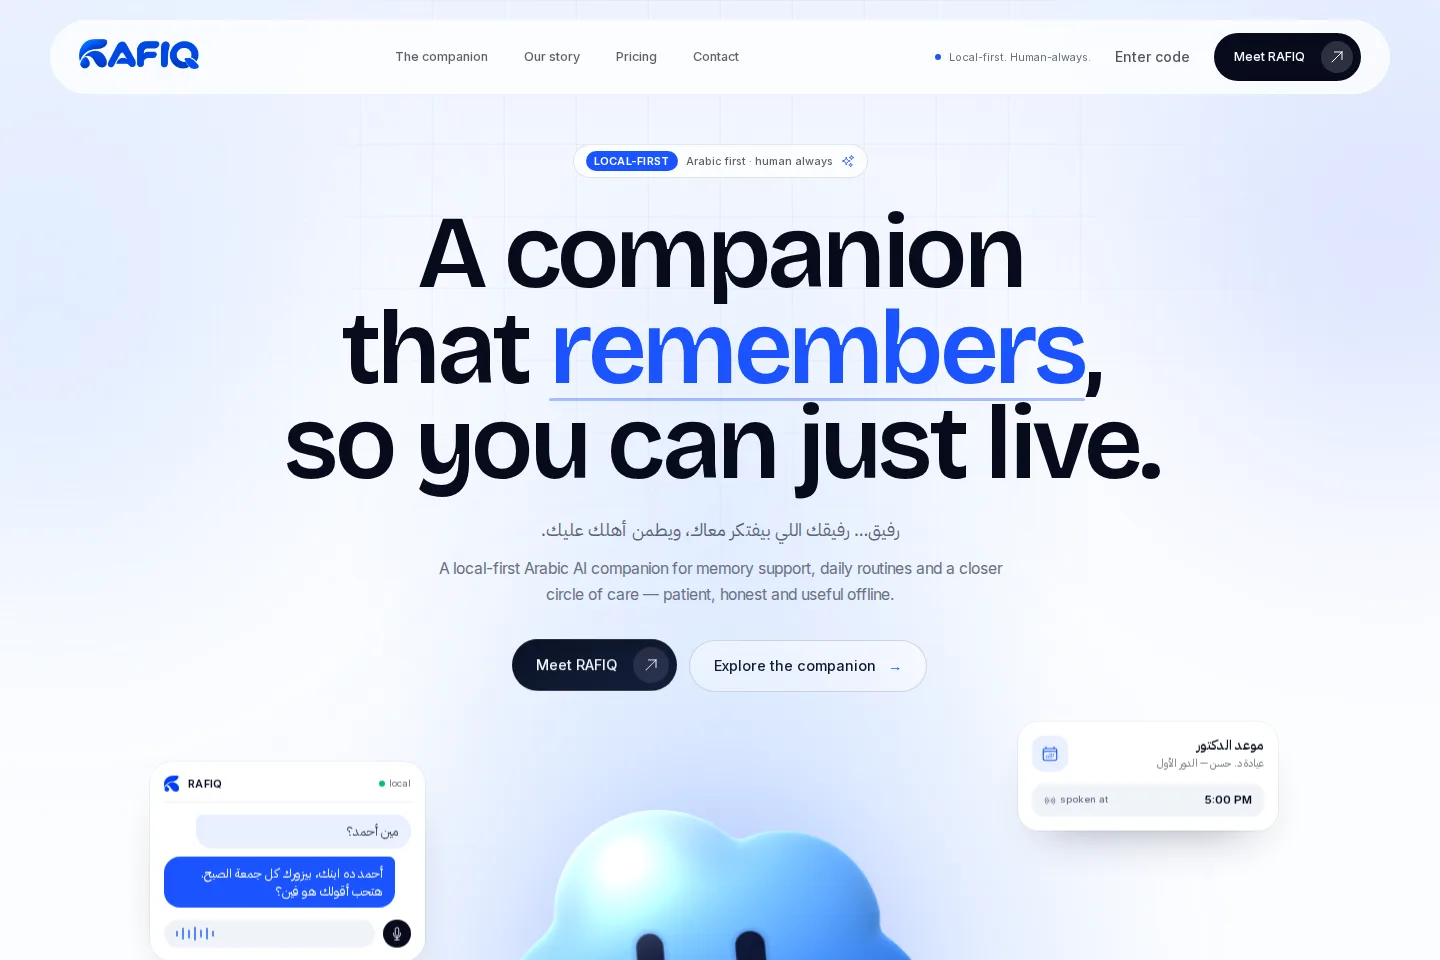 RAFIQ
The companion
Our story
Pricing
Contact
Local-first. Human-always.
Enter code
Meet RAFIQ
LOCAL-FIRST Arabic first · human always
A companion
that remembers,
so you can just live.
رفيق... رفيقك اللي بيفتكر معاك، ويطمن أهلك عليك.
A local-first Arabic AI companion for memory support, daily routines and a closer
circle of care — patient, honest and useful offline.
Meet RAFIQ
Explore the companion →
موعد الدكتور
عيادة د. حسن — الدور الأول
spoken at
5:00 PM
RAFIQ
local
مين أحمد؟
أحمد ده ابنك، بيزورك كل جمعة الصبح.
هتحب أقولك هو فين؟